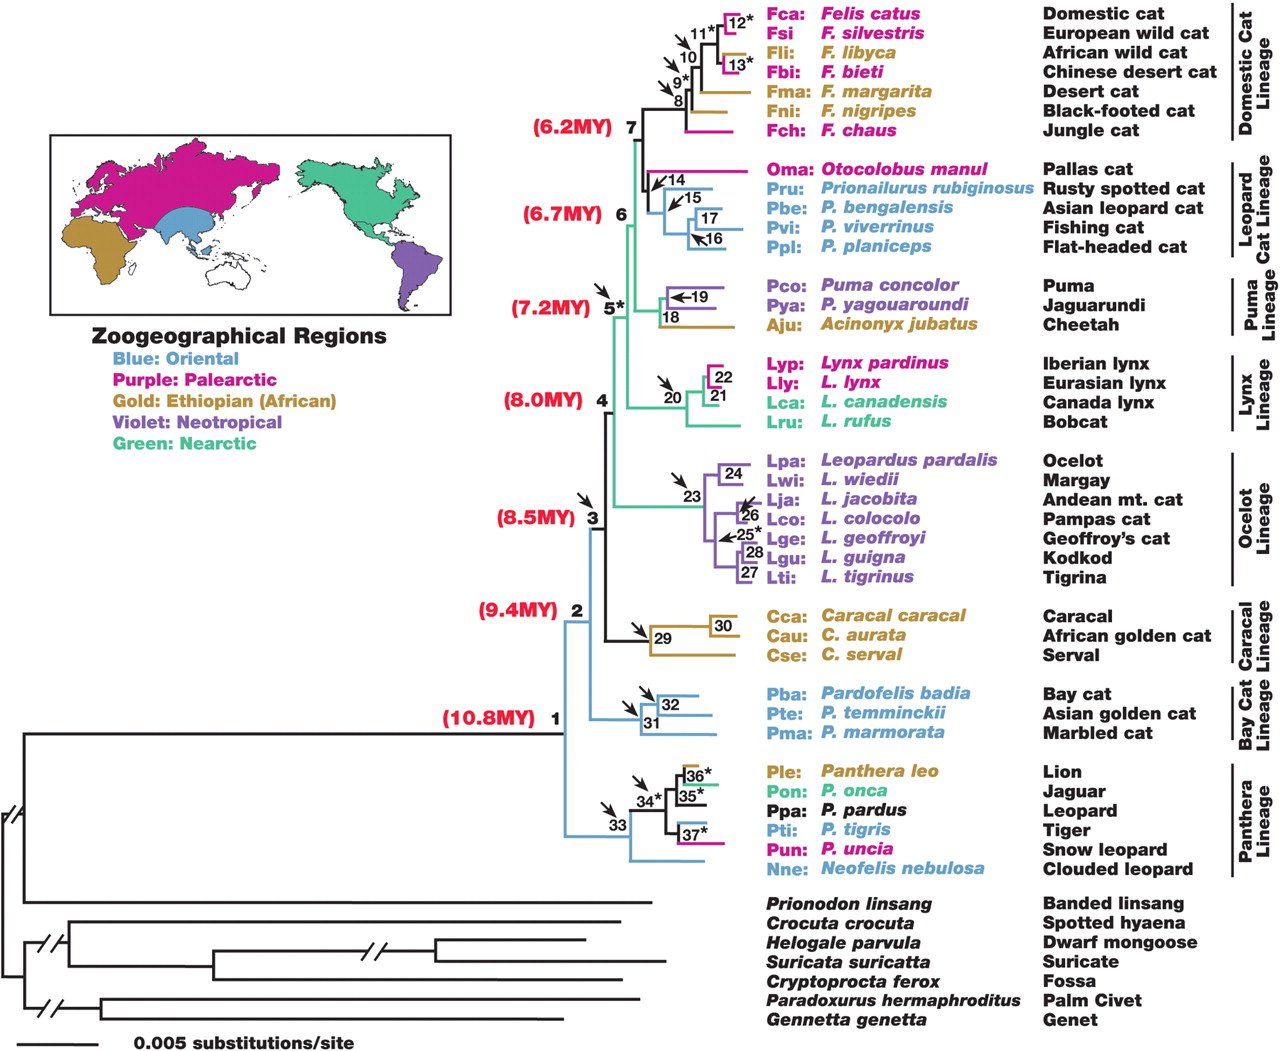 12*
Fca: Felis catus Domestic cat
11*
Fsi F. silvestris European wild cat
10
Fli: F. libyca African wild cat
13*
Fbi: F. bieti Chinese desert cat
9*
Fma: F. margarita Desert cat
8
Fni: F. nigripes Black-footed cat
Fch: F. chaus Jungle cat
Domestic Cat
Lineage
(6.2MY) 7
Oma: Otocolobus manul Pallas cat
14
Pru: Prionailurus rubiginosus Rusty spotted cat
15
Pbe: P. bengalensis Asian leopard cat
17
Pvi: P. viverrinus Fishing cat
16
Ppl: P. planiceps Flat-headed cat
Leopard
Cat Lineage
(6.7MY) 6
Pco: Puma concolor Puma
19
Pya: P. yagouaroundi Jaguarundi
18
Aju: Acinonyx jubatus Cheetah
Puma
Lineage
(7.2MY) 5*
Lyp: Lynx pardinus Iberian lynx
22
Lly: L. lynx Eurasian lynx
20 21
Lca: L. canadensis Canada lynx
Lru: L. rufus Bobcat
Lynx
Lineage
(8.0MY) 4
Lpa: Leopardus pardalis Ocelot
24
Lwi: L. wiedii Margay
23
Lja: L. jacobita Andean mt. cat
26
Lco: L. colocolo Pampas cat
25*
Lge: L. geoffroyi Geoffroy's cat
28
Lgu: L. guigna Kodkod
27
Lti: L. tigrinus Tigrina
Ocelot
Lineage
(8.5MY) 3
Cca: Caracal caracal Caracal
30
Cau: C. aurata African golden cat
29
Cse: C. serval Serval
Caracal
Lineage
(9.4MY) 2
Pba: Pardofelis badia Bay cat
32
Pte: P. temminckii Asian golden cat
31
Pma: P. marmorata Marbled cat
Bay Cat
Lineage
(10.8MY) 1
Ple: Panthera leo Lion
36*
Pon: P. onca Jaguar
34* 35*
Ppa: P. pardus Leopard
33
Pti: P. tigris Tiger
37*
Pun: P. uncia Snow leopard
Nne: Neofelis nebulosa Clouded leopard
Panthera
Lineage
Prionodon linsang Banded linsang
Crocuta crocuta Spotted hyaena
Helogale parvula Dwarf mongoose
Suricata suricatta Suricate
Cryptoprocta ferox Fossa
Paradoxurus hermaphroditus Palm Civet
Gennetta genetta Genet
0.005 substitutions/site
Zoogeographical Regions
Blue: Oriental
Purple: Palearctic
Gold: Ethiopian (African)
Violet: Neotropical
Green: Nearctic